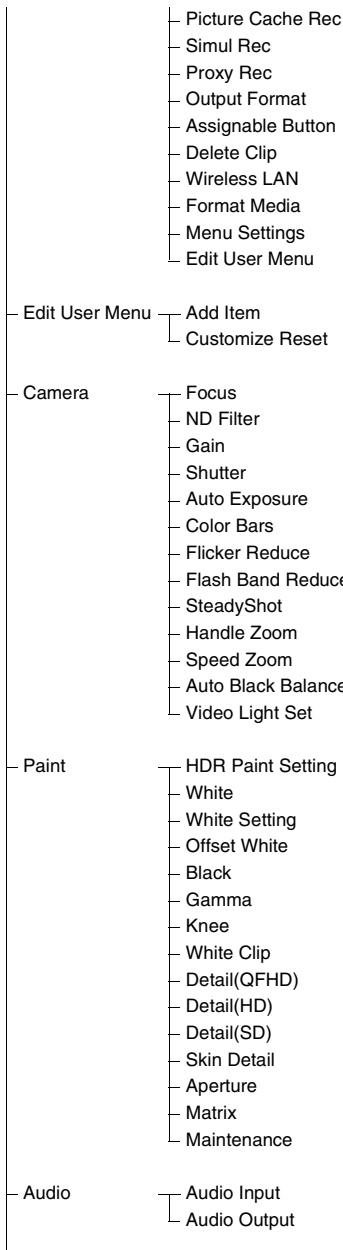 Picture Cache Rec
Simul Rec
Proxy Rec
Output Format
Assignable Button
Delete Clip
Wireless LAN
Format Media
Menu Settings
Edit User Menu
Edit User Menu Add Item
Customize Reset
Camera Focus
ND Filter
Gain
Shutter
Auto Exposure
Color Bars
Flicker Reduce
Flash Band Reduce
SteadyShot
Handle Zoom
Speed Zoom
Auto Black Balance
Video Light Set
Paint HDR Paint Setting
White
White Setting
Offset White
Black
Gamma
Knee
White Clip
Detail(QFHD)
Detail(HD)
Detail(SD)
Skin Detail
Aperture
Matrix
Maintenance
Audio Audio Input
Audio Output